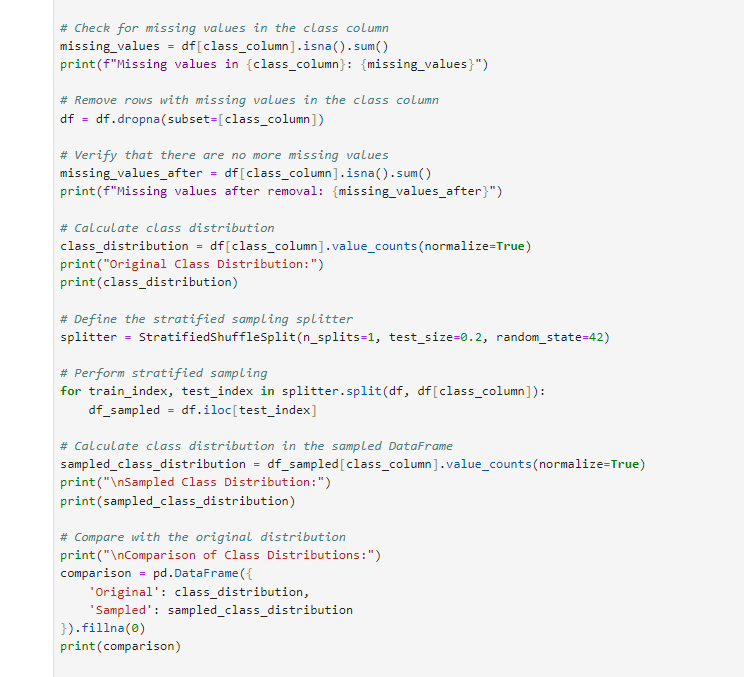 # Check for missing values in the class column
missing_values = df[class_column].isna().sum()
print(f"Missing values in {class_column}: {missing_values}")
# Remove rows with missing values in the class column
df = df.dropna(subset=[class_column])
# Verify that there are no more missing values
missing_values_after = df[class_column].isna().sum()
print(f"Missing values after removal: {missing_values_after}")
# Calculate class distribution
class_distribution = df[class_column].value_counts(normalize=True)
print("Original Class Distribution:")
print(class_distribution)
# Define the stratified sampling splitter
splitter = StratifiedShuffleSplit(n_splits=1, test_size=0.2, random_state=42)
# Perform stratified sampling
for train_index, test_index in splitter.split(df, df[class_column]):
    df_sampled = df.iloc[test_index]
# Calculate class distribution in the sampled DataFrame
sampled_class_distribution = df_sampled[class_column].value_counts(normalize=True)
print("\nSampled Class Distribution:")
print(sampled_class_distribution)
# Compare with the original distribution
print("\nComparison of Class Distributions:")
comparison = pd.DataFrame({
    'Original': class_distribution,
    'Sampled': sampled_class_distribution
}).fillna(0)
print(comparison)